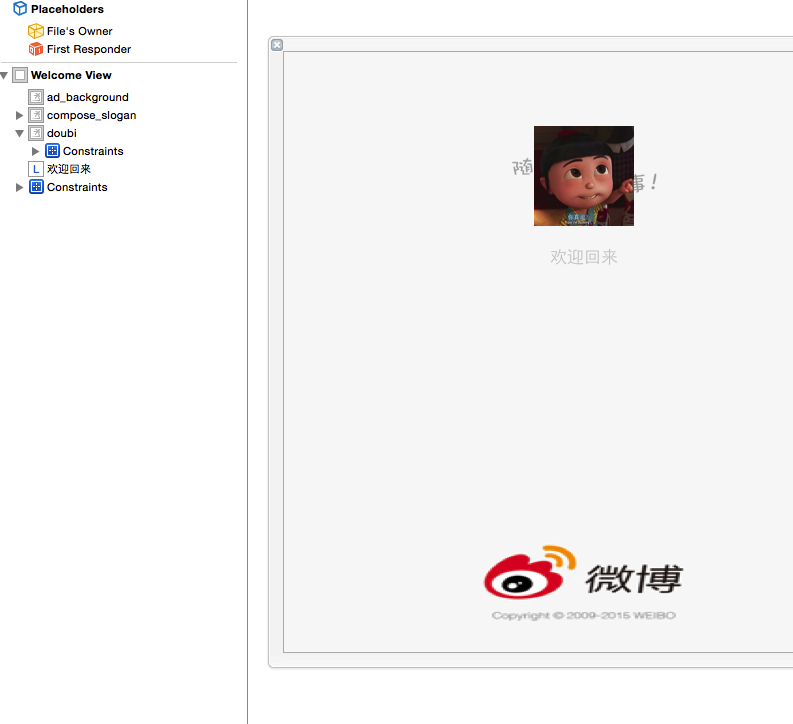 Placeholders
File's Owner
First Responder
Welcome View
ad_background
compose_slogan
doubi
Constraints
L 欢迎回来
Constraints
随
事！
欢迎回来
微博
Copyright © 2009-2015 WEIBO